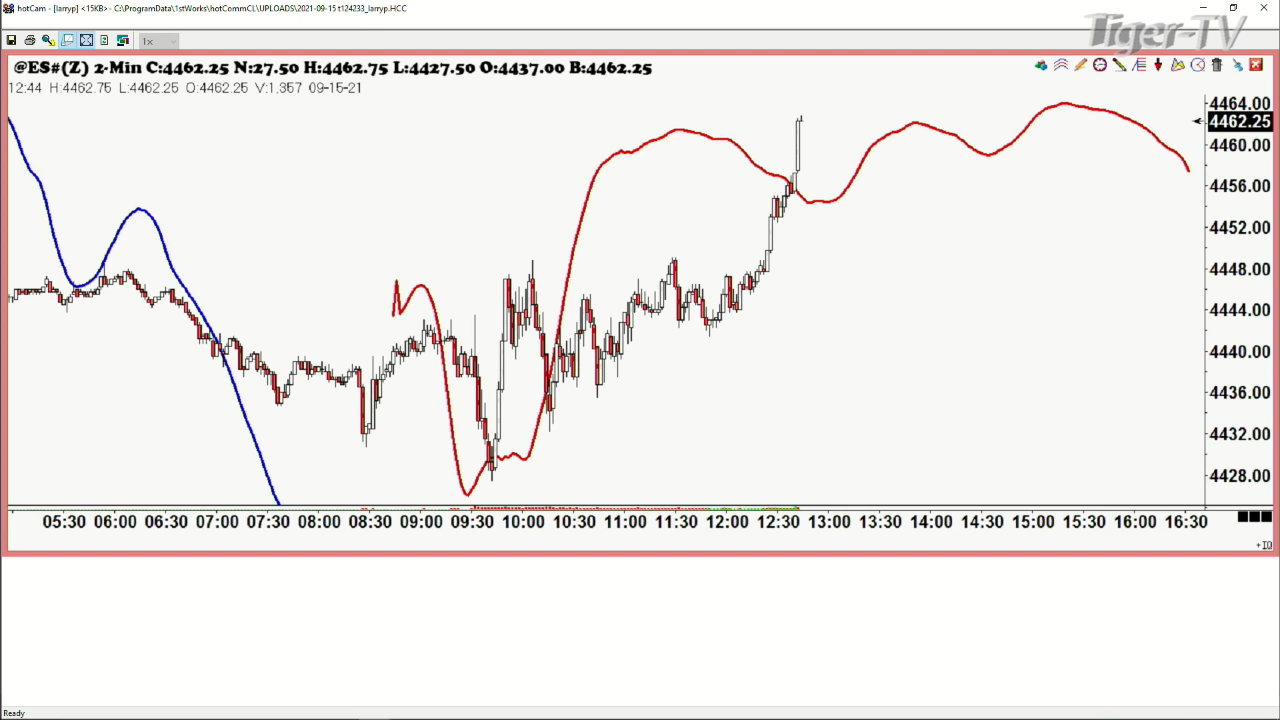 hotCam - [larryp] <15KB> - C:\ProgramData\1stWorks\hotCommCL\UPLOADS\2021-09-15 t124233_larryp.HCC
Tiger-TV
1x
@ES#(Z) 2-Min C:4462.25 N:27.50 H:4462.75 L:4427.50 O:4437.00 B:4462.25
12:44 H:4462.75 L:4462.25 O:4462.25 V:1,357 09-15-21
4464.00
4462.25
4460.00
4456.00
4452.00
4448.00
4444.00
4440.00
4436.00
4432.00
4428.00
05:30 06:00 06:30 07:00 07:30 08:00 08:30 09:00 09:30 10:00 10:30 11:00 11:30 12:00 12:30 13:00 13:30 14:00 14:30 15:00 15:30 16:00 16:30
Ready